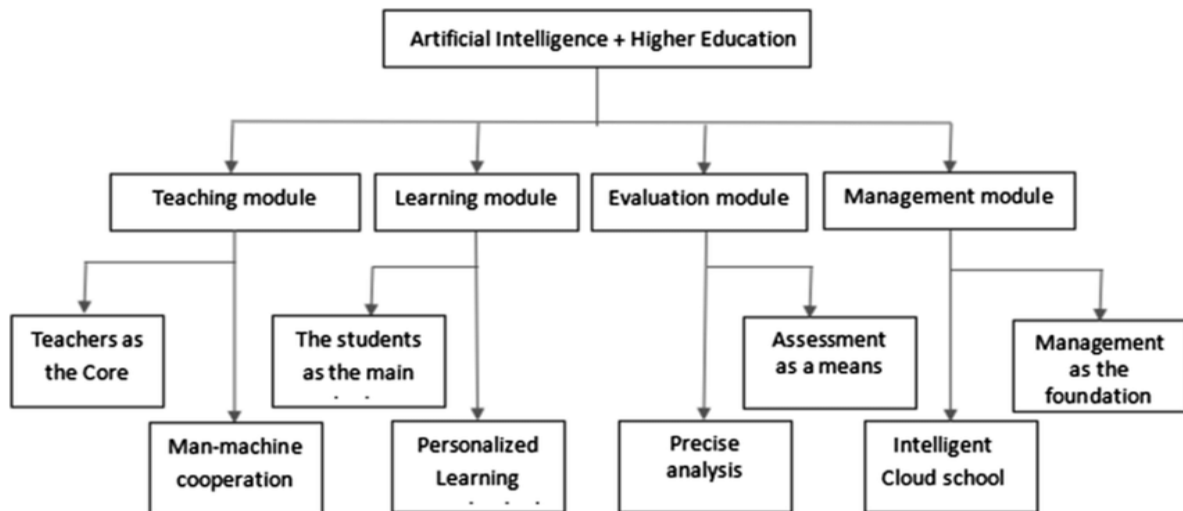 Artificial Intelligence + Higher Education
Teaching module
Learning module
Evaluation module
Management module
Teachers as
the Core
The students
as the main
Assessment
as a means
Management
as the
foundation
Man-machine
cooperation
Personalized
Learning
Precise
analysis
Intelligent
Cloud school